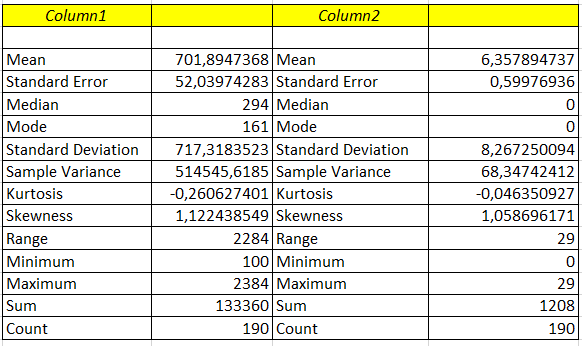 Column1 Column2
Mean 701,8947368 Mean 6,357894737
Standard Error 52,03974283 Standard Error 0,59976936
Median 294 Median 0
Mode 161 Mode 0
Standard Deviation 717,3183523 Standard Deviation 8,267250094
Sample Variance 514545,6185 Sample Variance 68,34742412
Kurtosis -0,260627401 Kurtosis -0,046350927
Skewness 1,122438549 Skewness 1,058696171
Range 2284 Range 29
Minimum 100 Minimum 0
Maximum 2384 Maximum 29
Sum 133360 Sum 1208
Count 190 Count 190